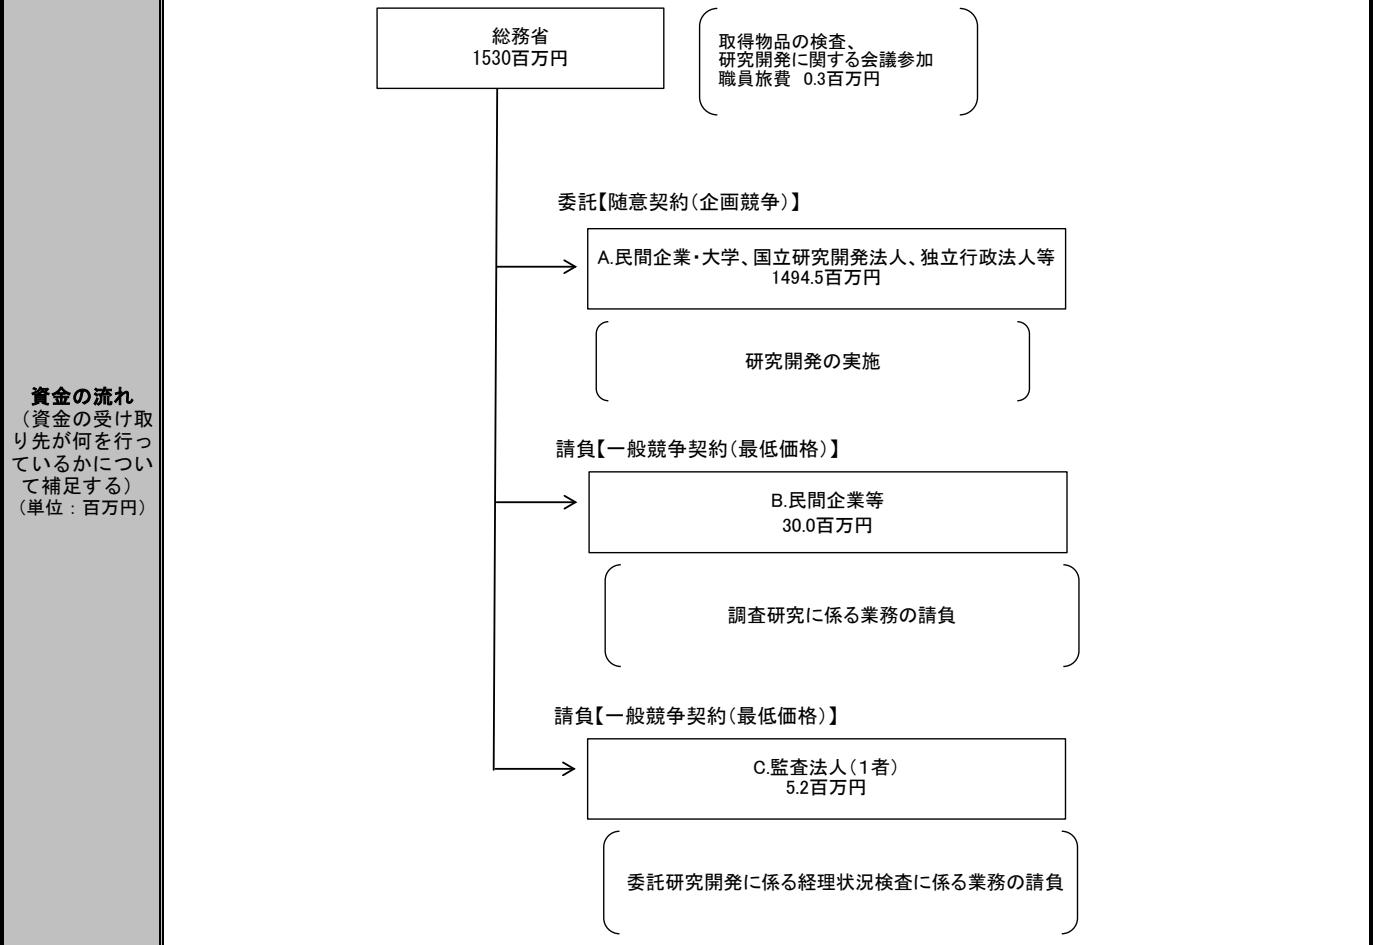 総務省
1530百万円
取得物品の検査、
研究開発に関する会議参加
職員旅費 0.3百万円
委託【随意契約(企画競争)】
A.民間企業・大学、国立研究開発法人、独立行政法人等
1494.5百万円
研究開発の実施
資金の流れ
（資金の受け取
り先が何を行っ
ているかについ
て補足する）
（単位：百万円）
請負【一般競争契約(最低価格)】
B.民間企業等
30.0百万円
調査研究に係る業務の請負
請負【一般競争契約(最低価格)】
C.監査法人(１者)
5.2百万円
委託研究開発に係る経理状況検査に係る業務の請負